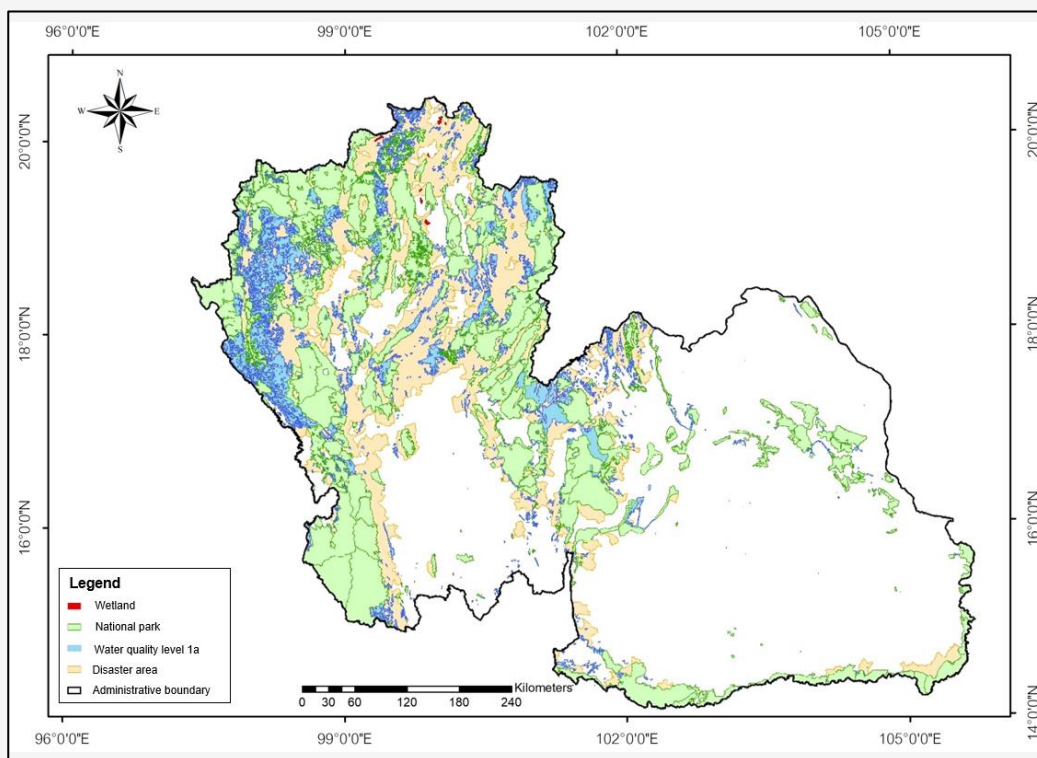 96°0'0"E 99°0'0"E 102°0'0"E 105°0'0"E
N
W E
S
20°0'0"N 20°0'0"N
18°0'0"N 18°0'0"N
16°0'0"N 16°0'0"N
14°0'0"N
Legend
Wetland
National park
Water quality level 1a
Disaster area
Administrative boundary
Kilometers
0 30 60 120 180 240
96°0'0"E 99°0'0"E 102°0'0"E 105°0'0"E